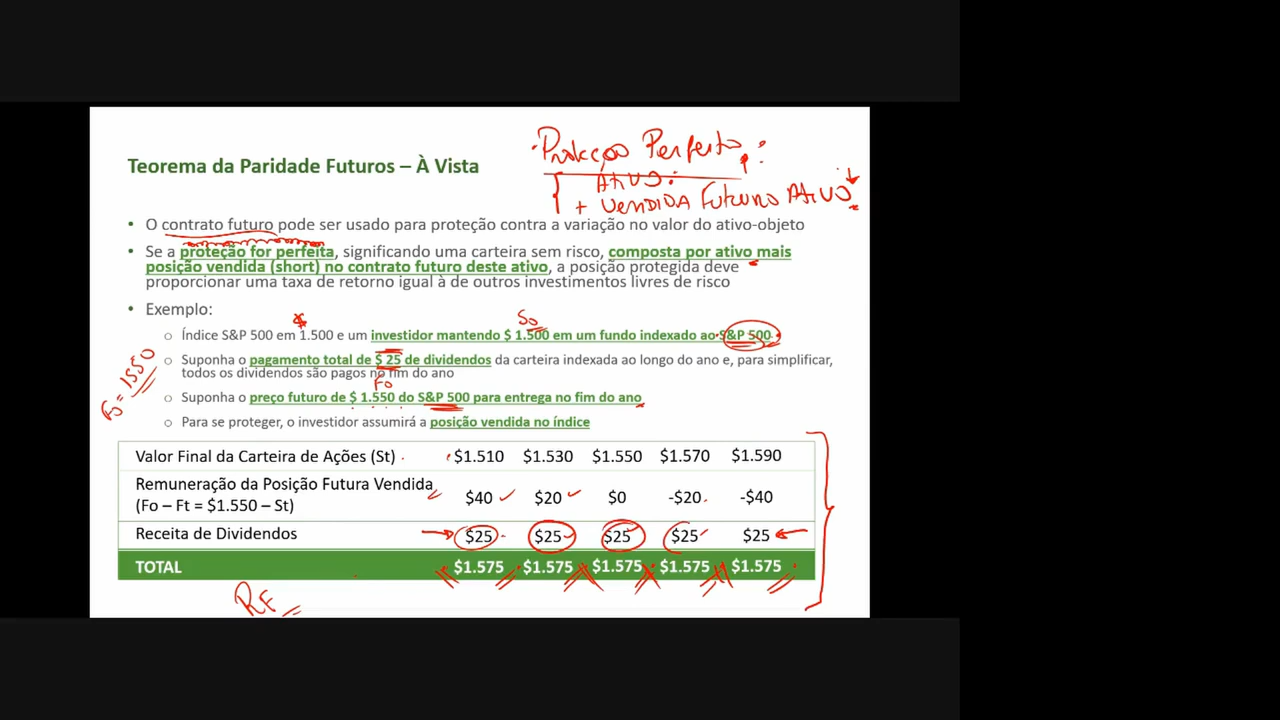 Proteção Perfeita:
ATIVO
+ VENDIDA FUTURO ATIVO
Teorema da Paridade Futuros – À Vista
• O contrato futuro pode ser usado para proteção contra a variação no valor do ativo-objeto
• Se a proteção for perfeita, significando uma carteira sem risco, composta por ativo mais
posição vendida (short) no contrato futuro deste ativo, a posição protegida deve
proporcionar uma taxa de retorno igual à de outros investimentos livres de risco
• Exemplo:
$
So
○ Índice S&P 500 em 1.500 e um investidor mantendo $ 1.500 em um fundo indexado ao S&P 500
○ Suponha o pagamento total de $ 25 de dividendos da carteira indexada ao longo do ano e, para simplificar,
todos os dividendos são pagos no fim do ano
Fo
Fo = 1550
○ Suponha o preço futuro de $ 1.550 do S&P 500 para entrega no fim do ano
○ Para se proteger, o investidor assumirá a posição vendida no índice
Valor Final da Carteira de Ações (St) $1.510 $1.530 $1.550 $1.570 $1.590
Remuneração da Posição Futura Vendida
(Fo – Ft = $1.550 – St) $40 $20 $0 -$20 -$40
Receita de Dividendos $25 $25 $25 $25 $25
TOTAL $1.575 $1.575 $1.575 $1.575 $1.575
RF